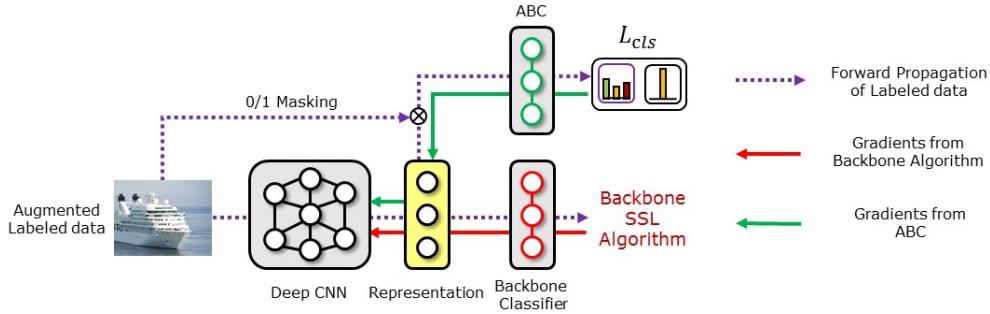 ABC
L_cls
0/1 Masking
Forward Propagation
of Labeled data
Gradients from
Backbone Algorithm
Augmented
Labeled data
Backbone
SSL
Algorithm
Gradients from
ABC
Deep CNN
Representation
Backbone
Classifier